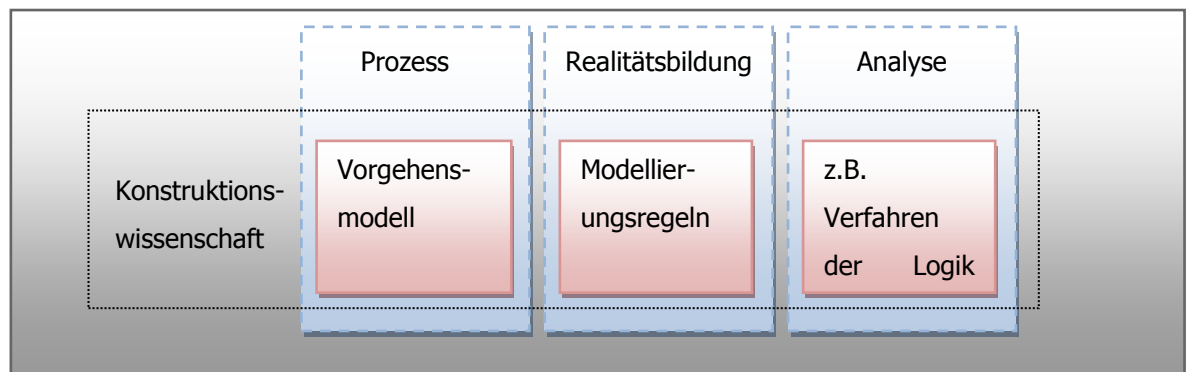 Prozess
Realitätsbildung
Analyse
Konstruktions-
wissenschaft
Vorgehens-
modell
Modellier-
ungsregeln
z.B.
Verfahren
der Logik